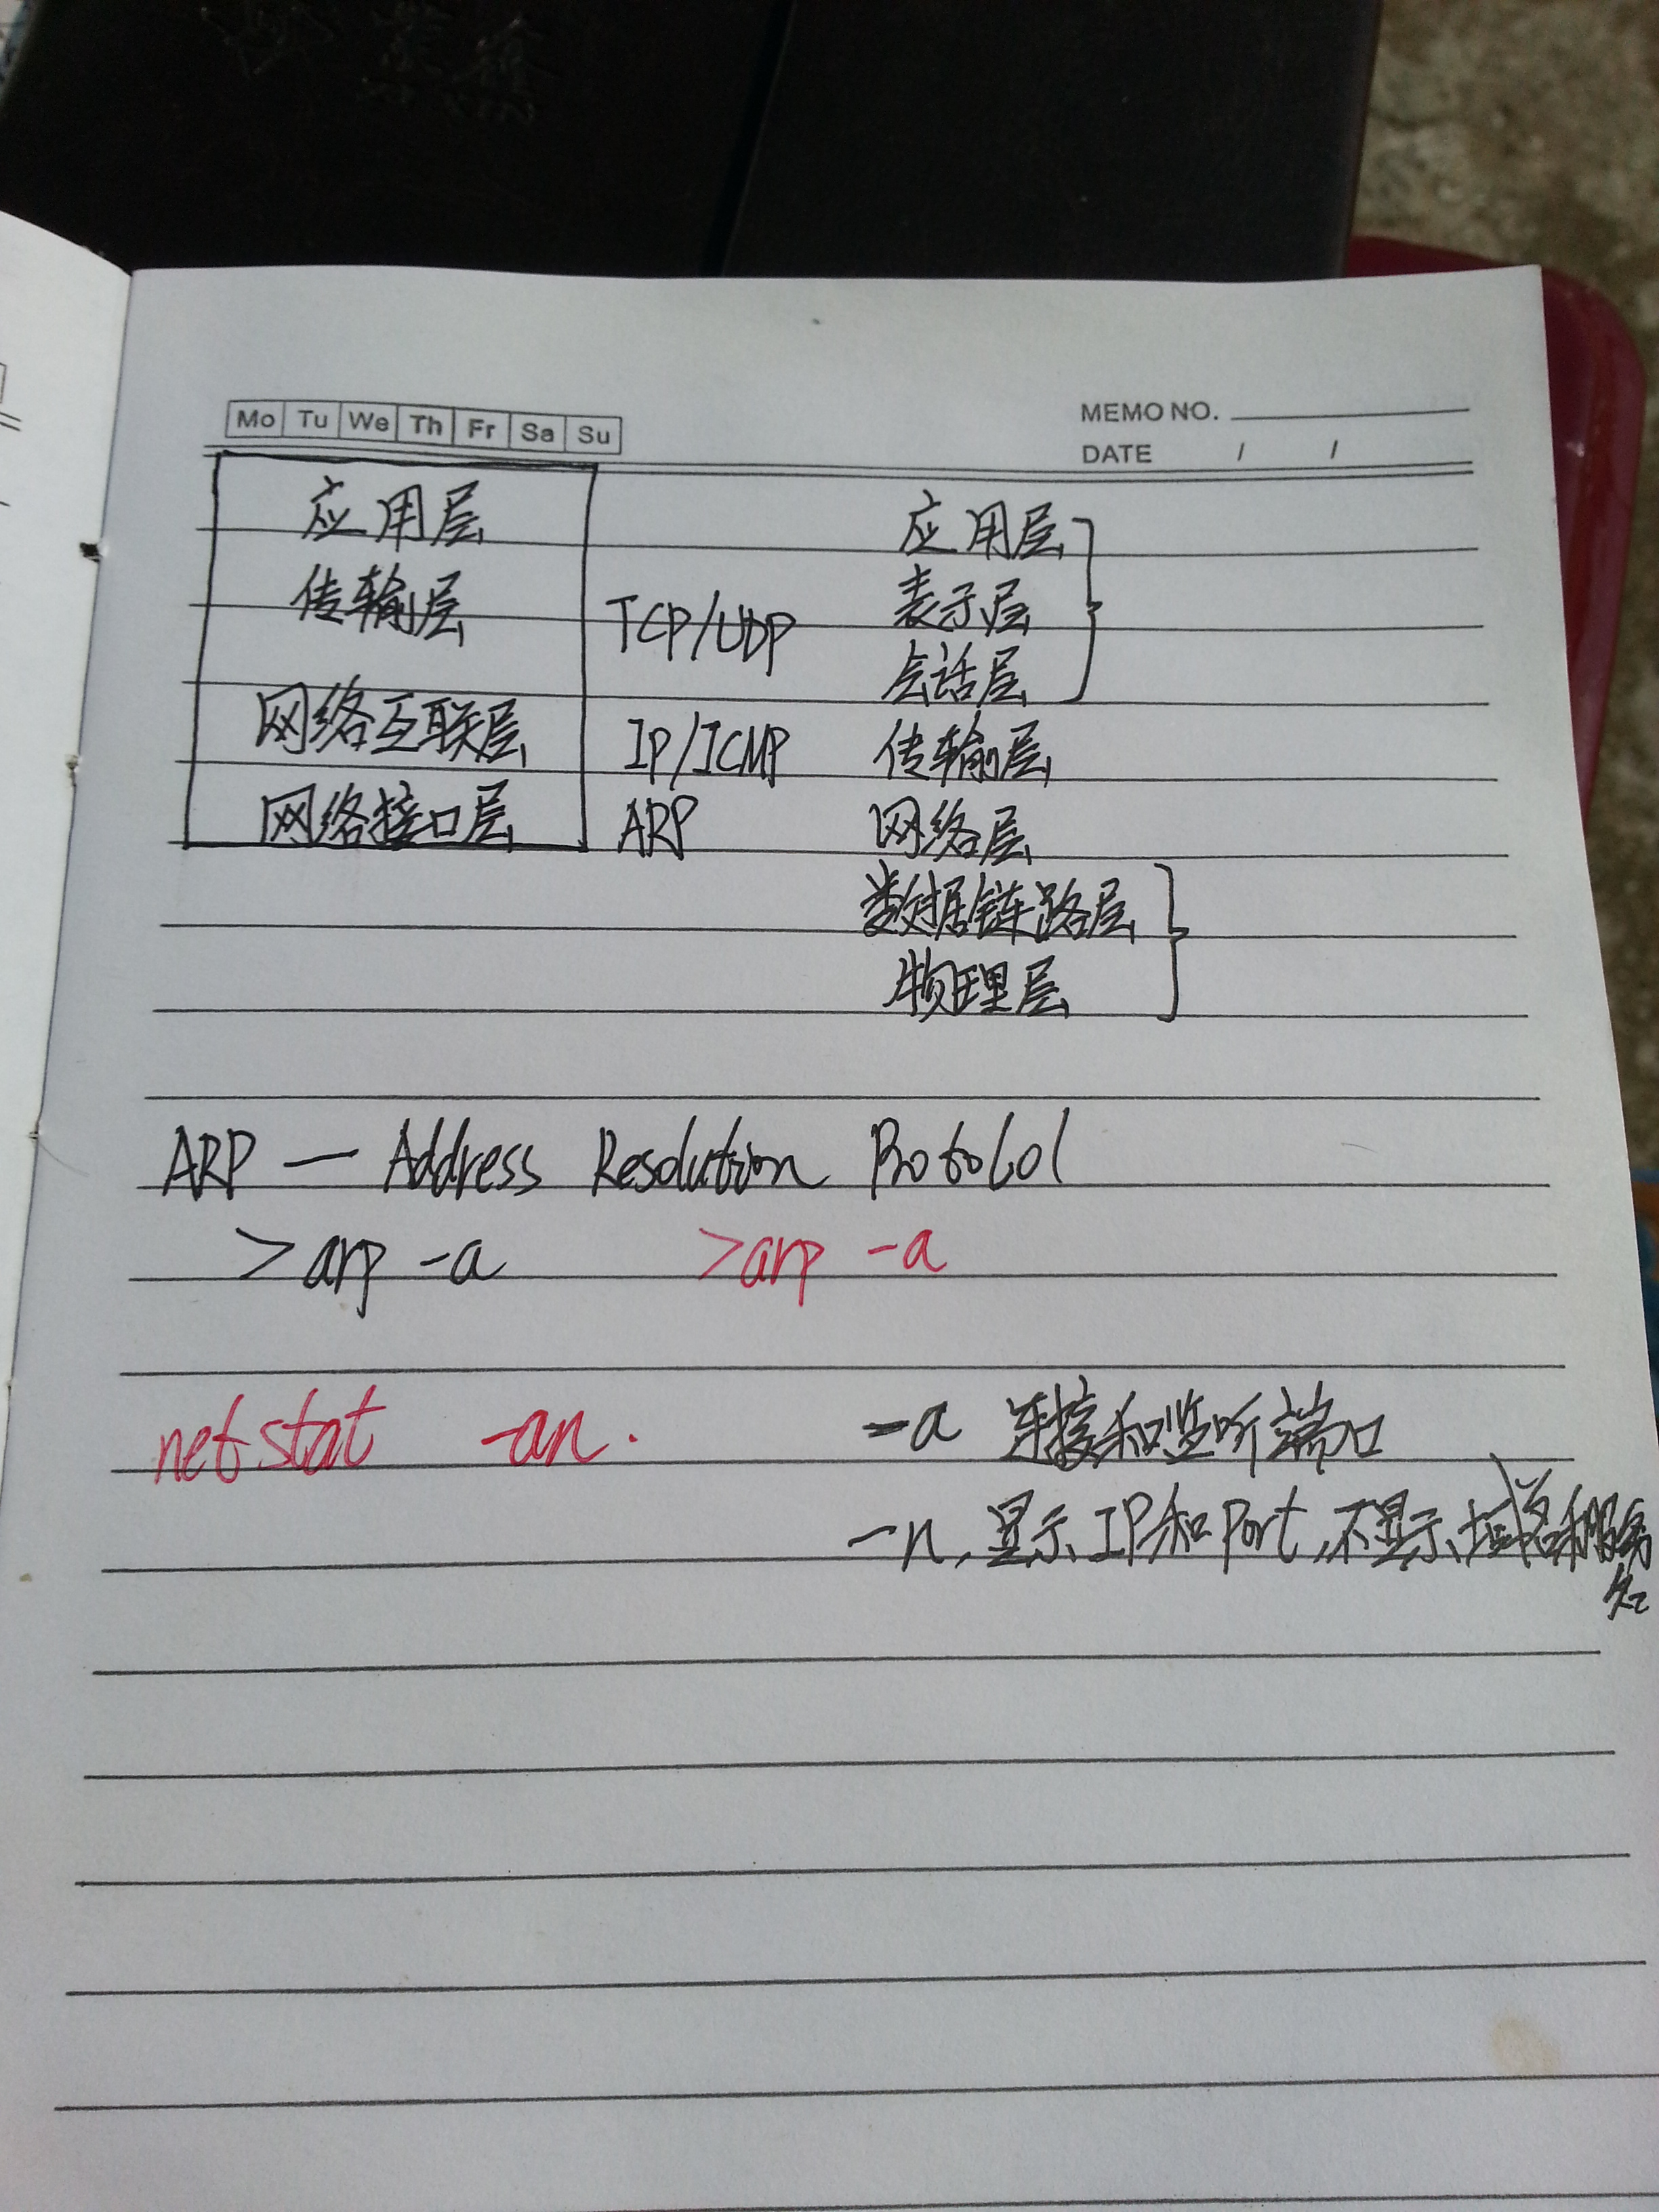 Mo Tu We Th Fr Sa Su
MEMO NO.
DATE / /
应用层 应用层
传输层 TCP/UDP 表示层
会话层
网络互联层 IP/ICMP 传输层
网络接口层 ARP 网络层
数据链路层
物理层
ARP — Address Resolution Protocol
>arp -a >arp -a
netstat -an. -a 连接和监听端口
-n, 显示IP和Port,不显示域名和服务
名